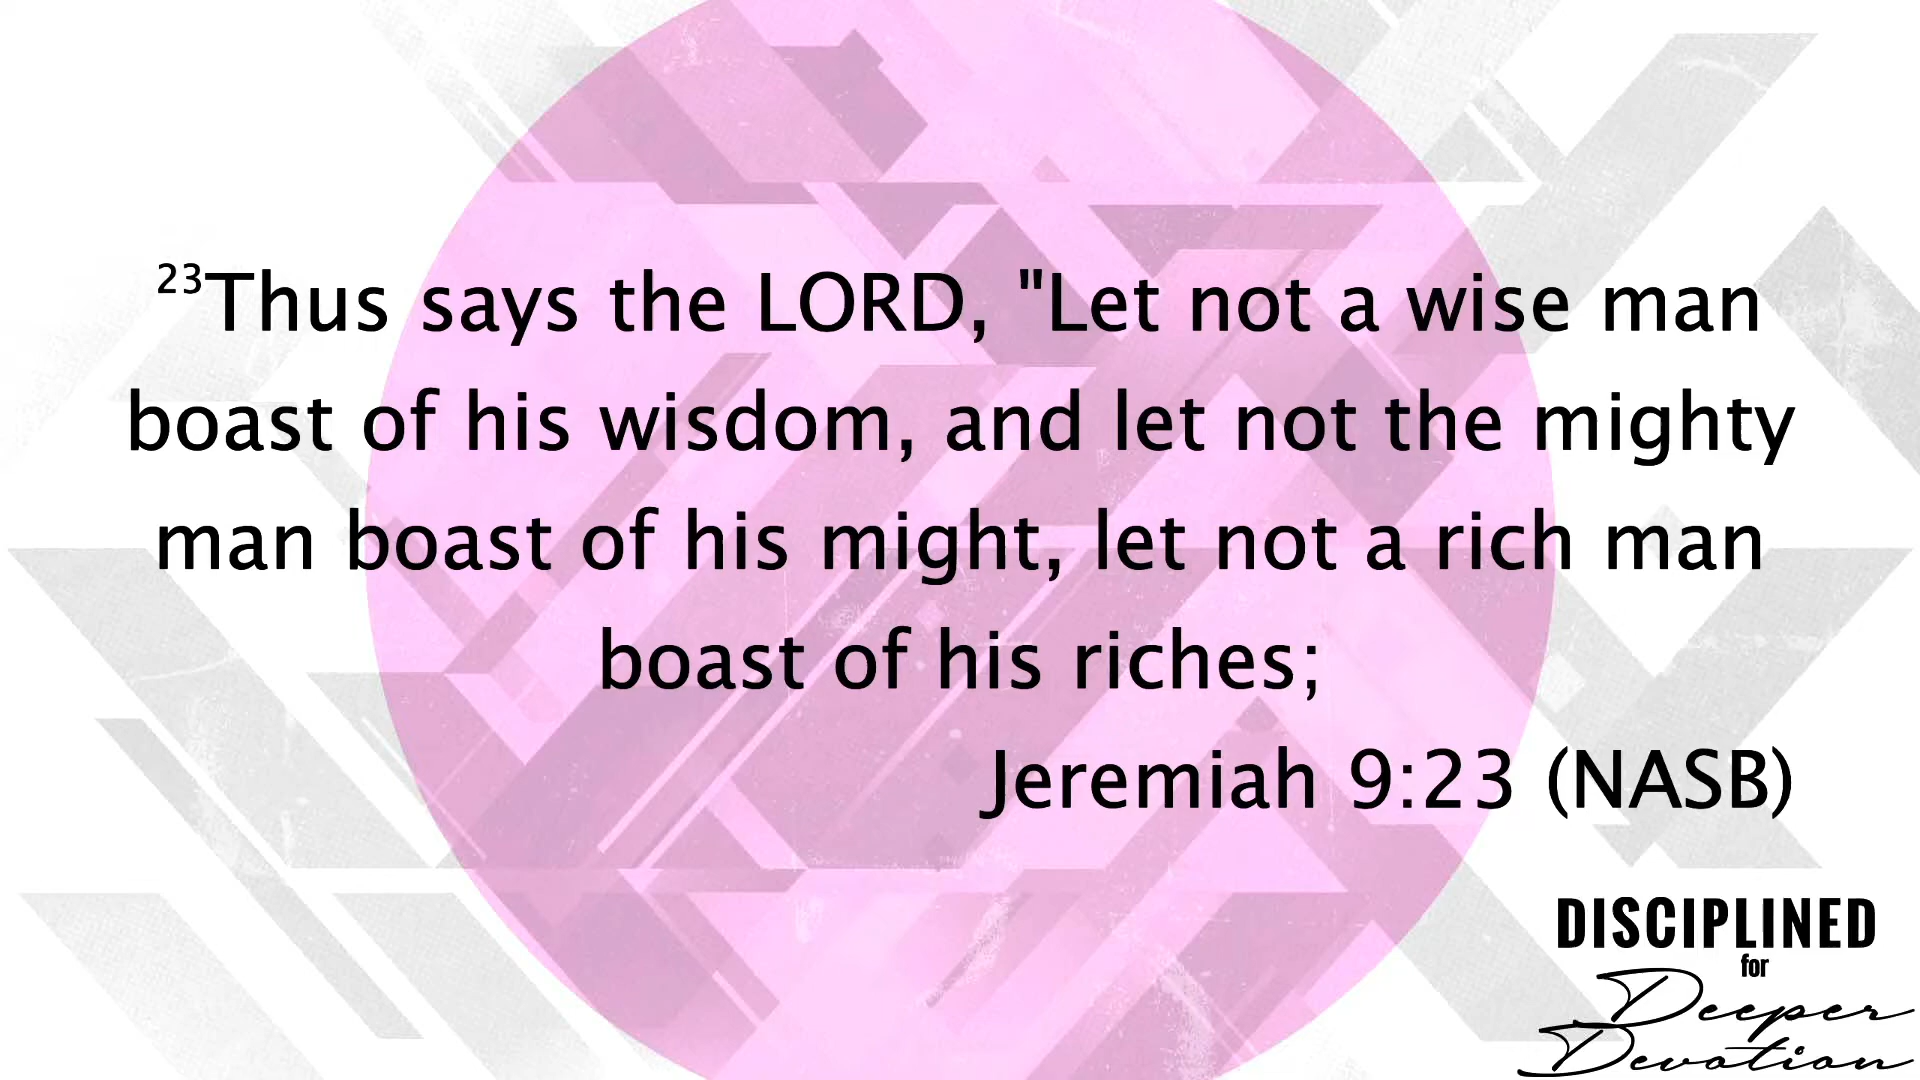 ²³Thus says the LORD, "Let not a wise man
boast of his wisdom, and let not the mighty
man boast of his might, let not a rich man
boast of his riches;
Jeremiah 9:23 (NASB)
DISCIPLINED
for
Deeper
Devotion